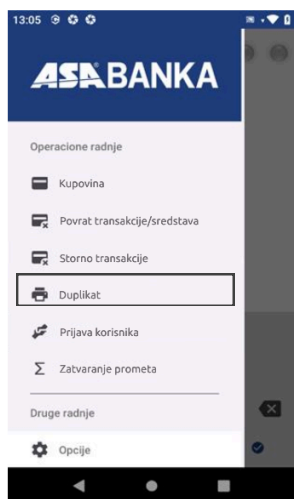 13:05
ASA BANKA
Operacione radnje
Kupovina
Povrat transakcije/sredstava
Storno transakcije
Duplikat
Prijava korisnika
Σ Zatvaranje prometa
Druge radnje
Opcije